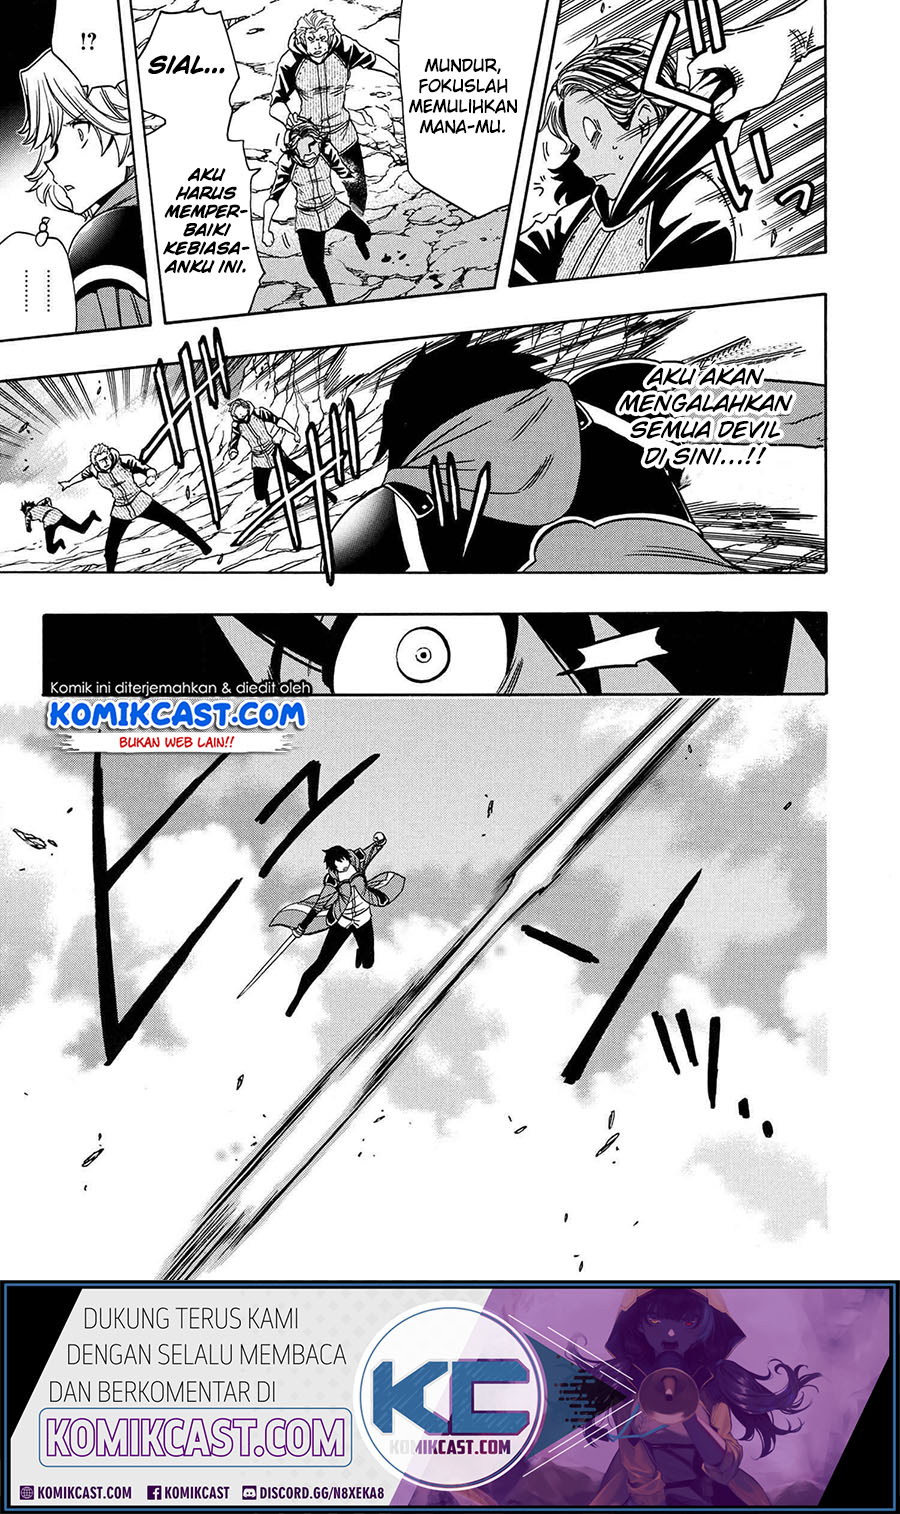 MUNDUR,
FOKUSLAH
MEMULIHKAN
MANA-MU.
SIAL...
AKU
HARUS
MEMPER-
BAIKI
KEBIASA-
ANKU INI.
!?
AKU AKAN
MENGALAHKAN
SEMUA DEVIL
DI SINI...!!
Komik ini diterjemahkan & diedit oleh
KOMIKCAST.COM
BUKAN WEB LAIN!!
DUKUNG TERUS KAMI
DENGAN SELALU MEMBACA
DAN BERKOMENTAR DI
KOMIKCAST.COM
KC
KOMIKCAST.COM
KOMIKCAST.COM KOMIKCAST DISCORD.GG/N8XEKA8